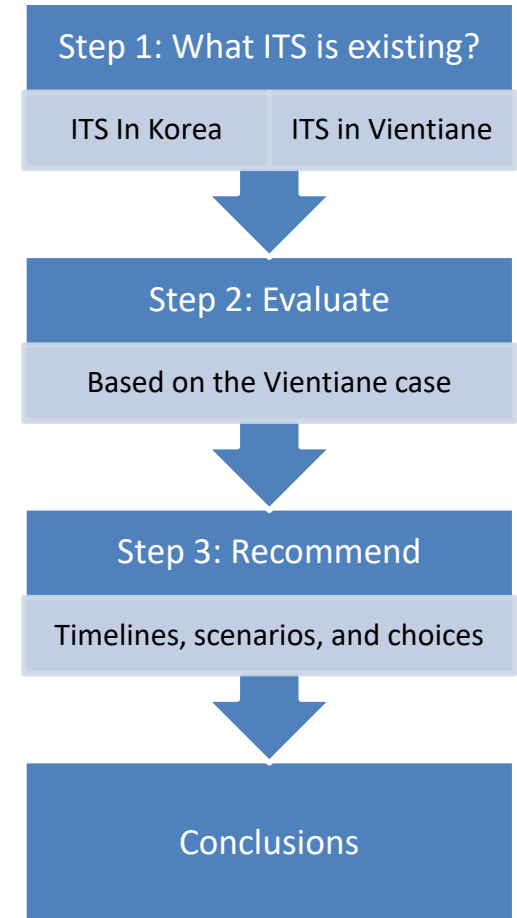 Step 1: What ITS is existing?
ITS In Korea
ITS in Vientiane
Step 2: Evaluate
Based on the Vientiane case
Step 3: Recommend
Timelines, scenarios, and choices
Conclusions